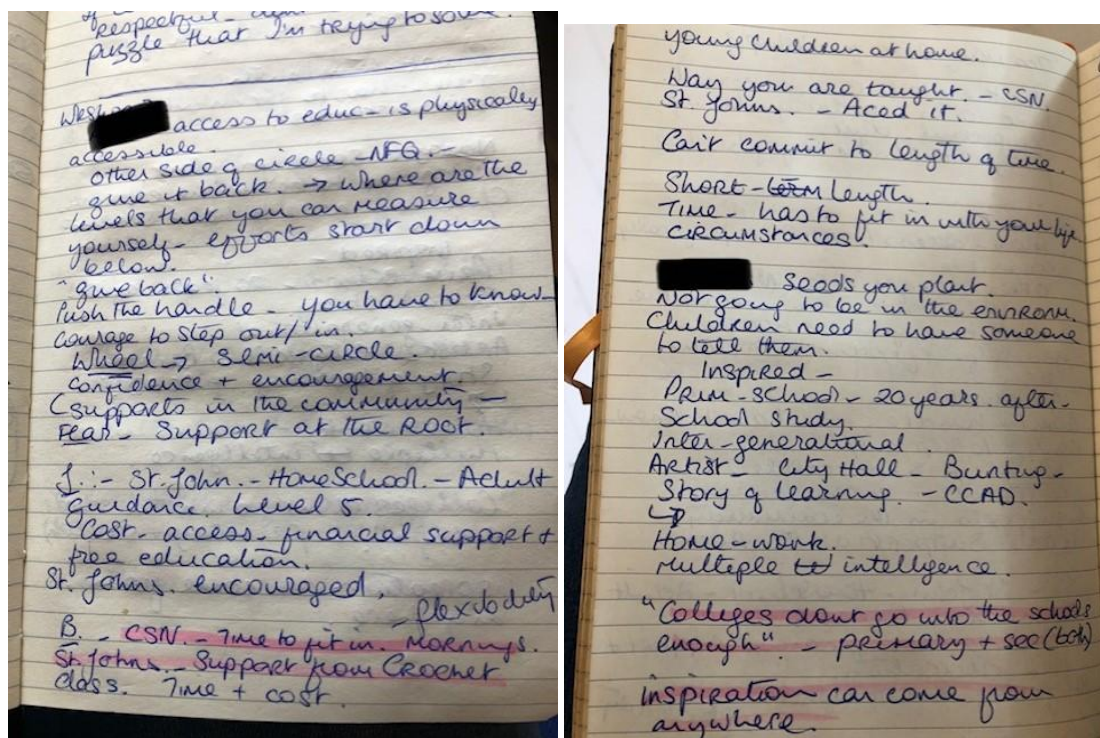 respectful -
puzzle that I'm trying to solve.
access to educ - is physically
accessible.
other side of circle - NFQ. -
give it back. → where are the
levels that you can measure
yourself - efforts start down
below.
"give back".
Push the handle - you have to know -
courage to step out/in.
Wheel → semi-circle.
Confidence + encouragement.
(supports in the community -
Fear - Support at the Root.
J :- St. John. - HomeSchool. - Adult
guidance. Level 5.
Cost - access - financial support +
free education.
St. Johns. encouraged.
- flexibility
B. - CSN. - Time to fit in. Mornings.
St. Johns - Support from Crochet
class. Time + cost.
young children at home.
Way you are taught. - CSN
St. Johns. - Aced it.
Can't commit to length of time.
Short - term length.
Time - has to fit in with your life
circumstances.
Seeds you plant.
Not going to be in the environm.
Children need to have someone
to tell them.
Inspired -
Prim - school - 20 years after -
School study.
Inter-generational.
Artist - City Hall - Bunting -
Story of learning. - CCAD.
↳
Home-work.
Multiple intelligence.
"Colleges dont go into the schools
enough" - primary + sec (both)
inspiration can come from
anywhere.